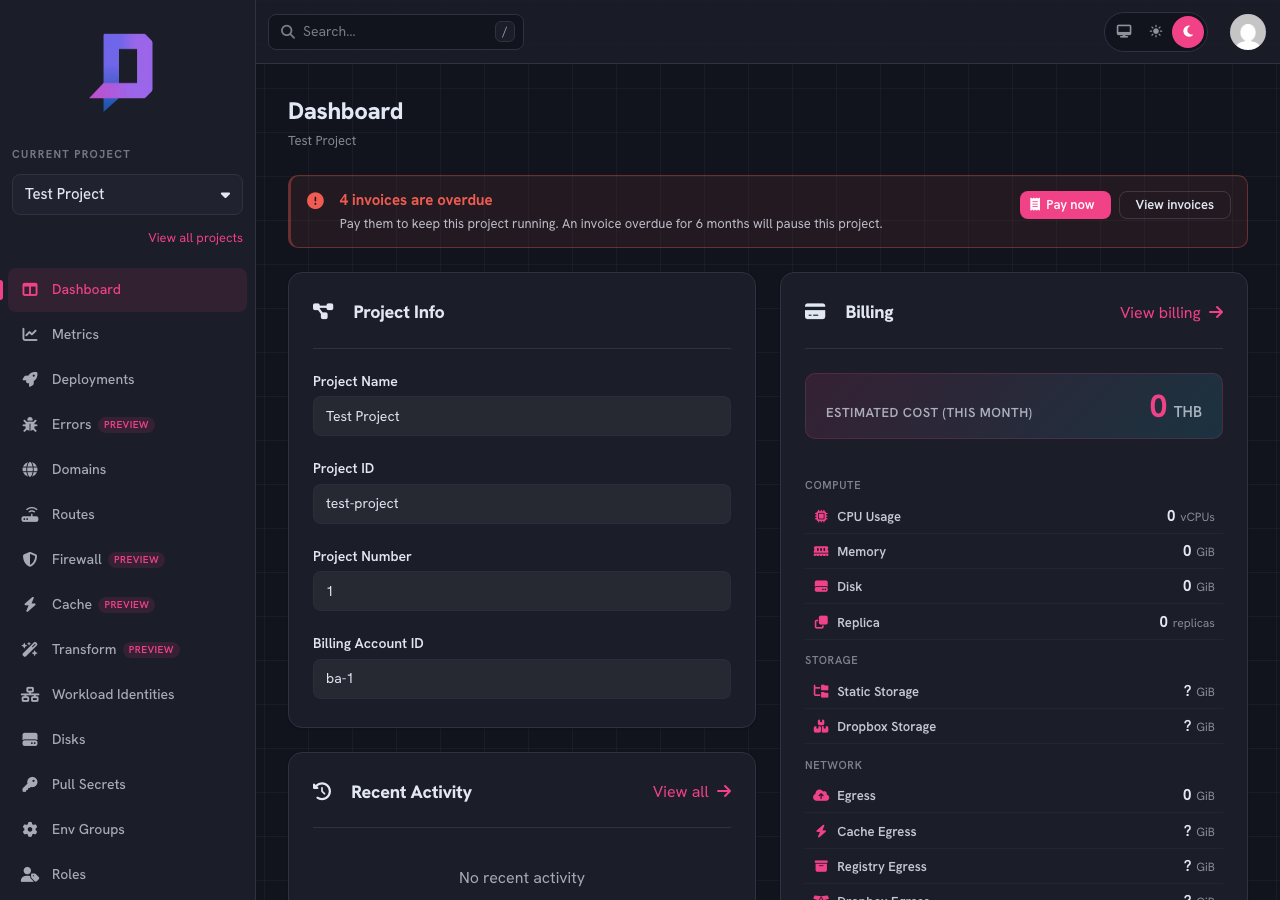 Search...
/
CURRENT PROJECT
Test Project
View all projects
Dashboard
Metrics
Deployments
Errors PREVIEW
Domains
Routes
Firewall PREVIEW
Cache PREVIEW
Transform PREVIEW
Workload Identities
Disks
Pull Secrets
Env Groups
Roles
Dashboard
Test Project
4 invoices are overdue
Pay them to keep this project running. An invoice overdue for 6 months will pause this project.
Pay now
View invoices
Project Info
Project Name
Test Project
Project ID
test-project
Project Number
1
Billing Account ID
ba-1
Recent Activity
View all
No recent activity
Billing
View billing
ESTIMATED COST (THIS MONTH)
0 THB
COMPUTE
CPU Usage 0 vCPUs
Memory 0 GiB
Disk 0 GiB
Replica 0 replicas
STORAGE
Static Storage ? GiB
Dropbox Storage ? GiB
NETWORK
Egress 0 GiB
Cache Egress ? GiB
Registry Egress ? GiB
Dropbox Egress ? GiB